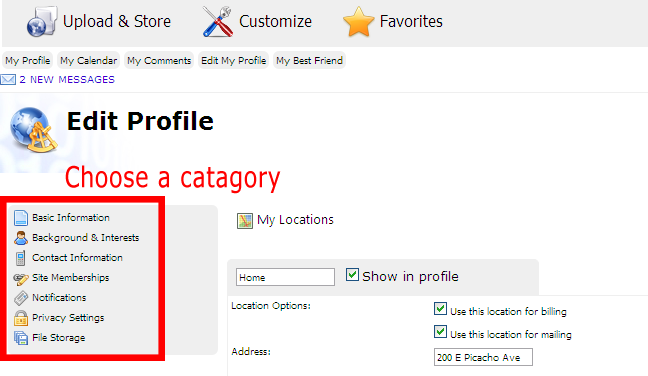 Upload & Store Customize Favorites
My Profile My Calendar My Comments Edit My Profile My Best Friend
2 NEW MESSAGES
Edit Profile
Choose a catagory
Basic Information
Background & Interests
Contact Information
Site Memberships
Notifications
Privacy Settings
File Storage
My Locations
Home Show in profile
Location Options: Use this location for billing
Use this location for mailing
Address: 200 E Picacho Ave